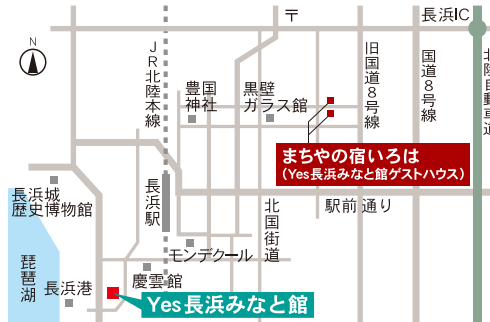 〒
長浜IC
N
JR北陸本線
豊国
神社
黒壁
ガラス館
旧国道8号線
国道8号線
北陸自動車道
まちやの宿いろは
(Yes長浜みなと館ゲストハウス)
長浜城
歴史博物館
長浜駅
駅前通り
北国街道
モンデクール
琵琶湖
慶雲館
長浜港
Yes長浜みなと館